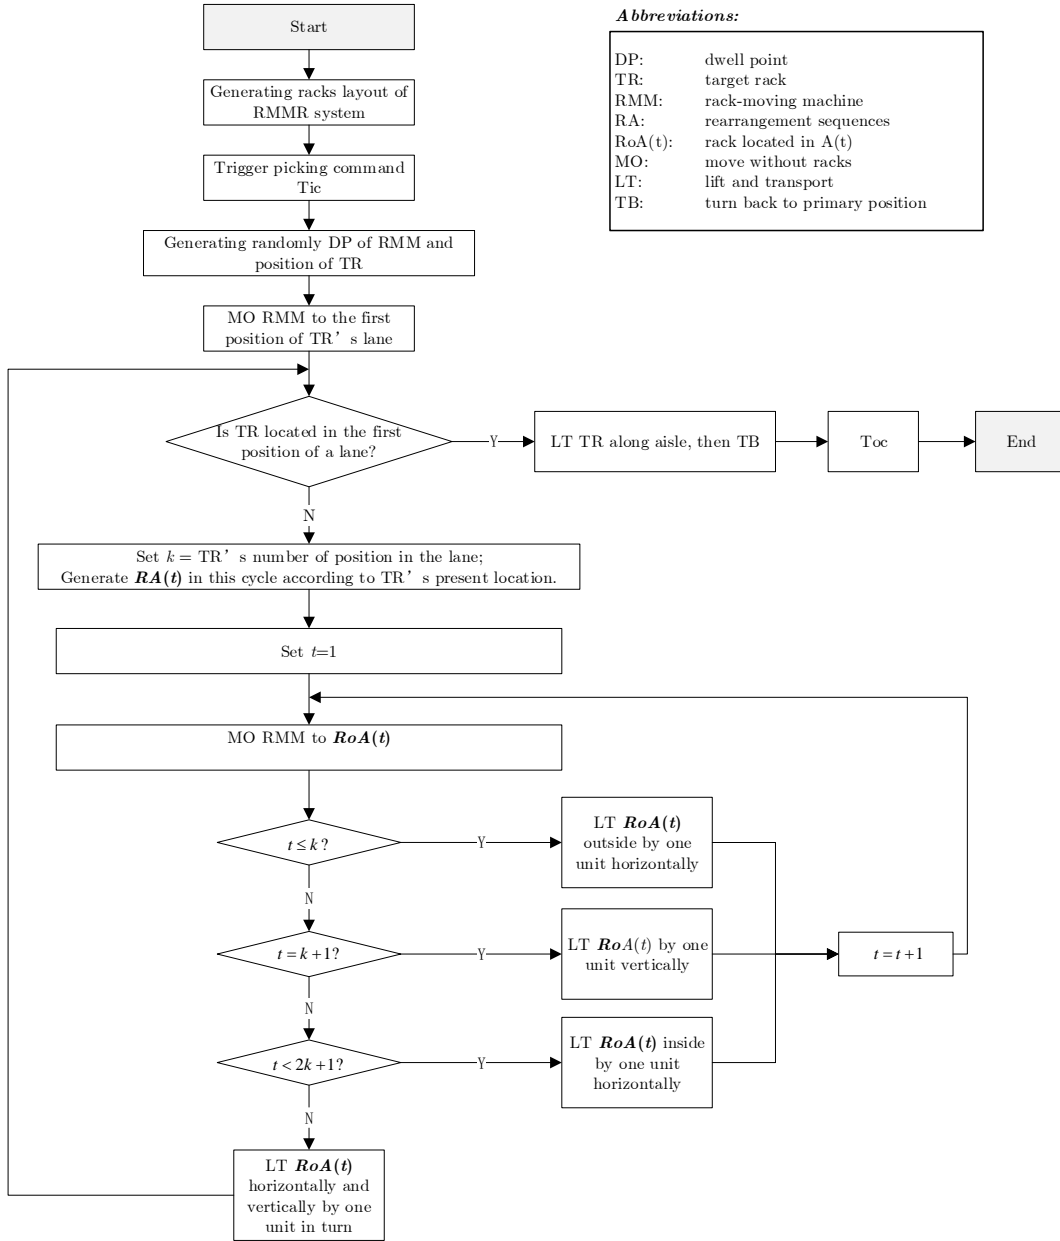 Start
Generating racks layout of
RMMR system
Trigger picking command
Tic
Generating randomly DP of RMM and
position of TR
MO RMM to the first
position of TR’s lane
Abbreviations:
DP: dwell point
TR: target rack
RMM: rack-moving machine
RA: rearrangement sequences
RoA(t): rack located in A(t)
MO: move without racks
LT: lift and transport
TB: turn back to primary position
Is TR located in the first
position of a lane?
Y
LT TR along aisle, then TB
Toc
End
N
Set k = TR’s number of position in the lane;
Generate RA(t) in this cycle according to TR’s present location.
Set t=1
MO RMM to RoA(t)
t ≤ k ?
Y
LT RoA(t)
outside by one
unit horizontally
N
t = k +1?
Y
LT RoA(t) by one
unit vertically
t = t +1
N
t < 2k +1?
Y
LT RoA(t) inside
by one unit
horizontally
N
LT RoA(t)
horizontally and
vertically by one
unit in turn